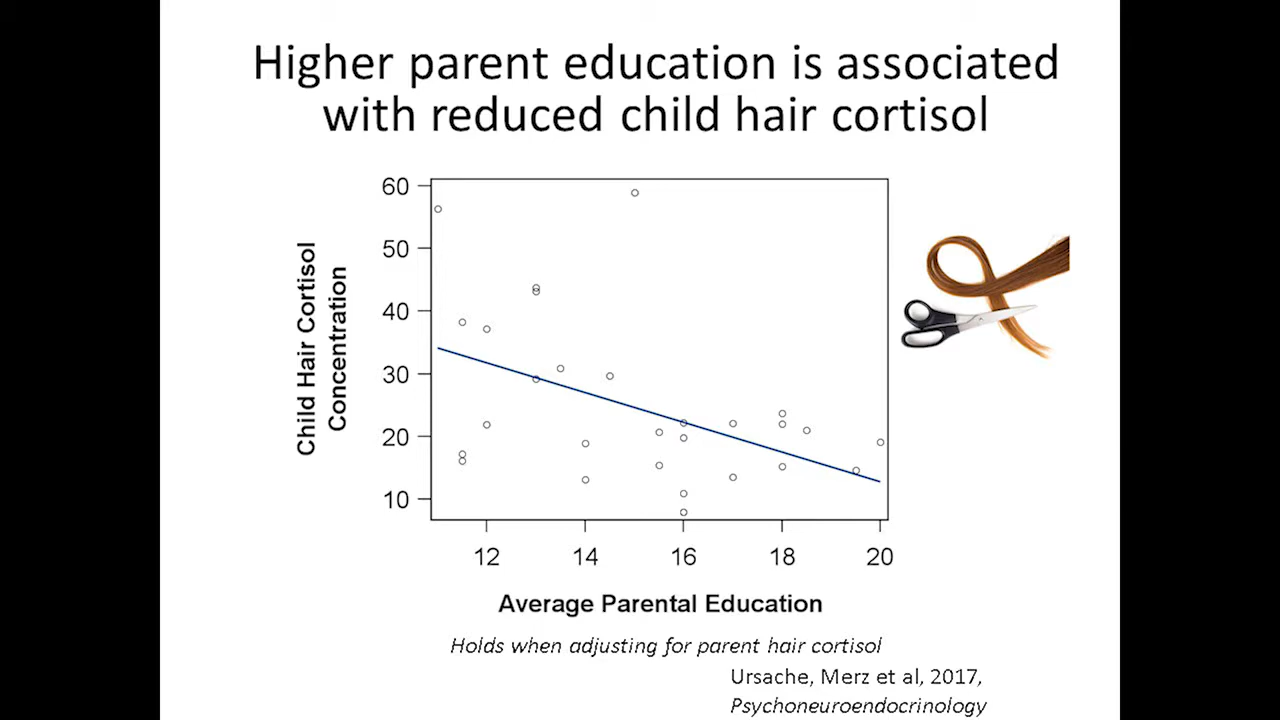 Higher parent education is associated
with reduced child hair cortisol
60
50
40
30
20
10
Child Hair Cortisol
Concentration
12 14 16 18 20
Average Parental Education
Holds when adjusting for parent hair cortisol
Ursache, Merz et al, 2017,
Psychoneuroendocrinology